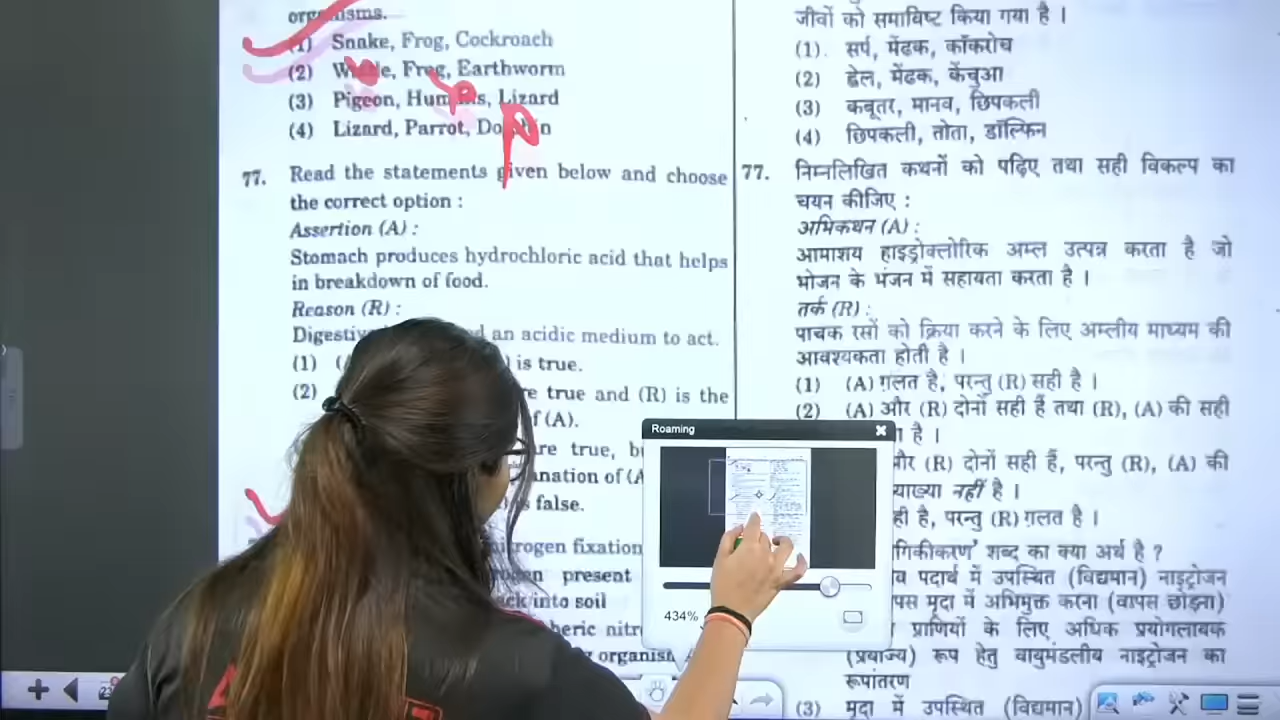 organisms.
(1) Snake, Frog, Cockroach
(2) Frog, Earthworm
(3) Pigeon, Lizard
(4) Lizard, Parrot,
77. Read the statements given below and choose
the correct option :
Assertion (A) :
Stomach produces hydrochloric acid that helps
in breakdown of food.
Reason (R) :
an acidic medium to act.
(1) is true.
(2) true and (R) is the
f (A).
re true,
nation of
false.
nitrogen fixation
present
into soil
जीवों को समाविष्ट किया गया है ।
(1). सर्प, मेंढक, कॉकरोच
(2) ह्वेल, मेंढक, केंचुआ
(3) कबूतर, मानव, छिपकली
(4) छिपकली, तोता, डॉल्फिन
77. निम्नलिखित कथनों को पढ़िए तथा सही विकल्प का
चयन कीजिए :
अभिकथन (A) :
आमाशय हाइड्रोक्लोरिक अम्ल उत्पन्न करता है जो
भोजन के भंजन में सहायता करता है ।
तर्क (R) :
पाचक रसों को क्रिया करने के लिए अम्लीय माध्यम की
आवश्यकता होती है ।
(1) (A) ग़लत है, परन्तु (R) सही है ।
(2) (A) और (R) दोनों सही हैं तथा (R), (A) की सही
है ।
और (R) दोनों सही हैं, परन्तु (R), (A) की
नहीं है ।
है, परन्तु (R) ग़लत है ।
शब्द का क्या अर्थ है ?
पदार्थ में उपस्थित (विद्यमान) नाइट्रोजन
मृदा में अभिमुक्त करना (वापस छोड़ना)
प्राणियों के लिए अधिक प्रयोगलायक
(प्रयोज्य) रूप हेतु वायुमंडलीय नाइट्रोजन का
रूपांतरण
(3) मृदा में उपस्थित (विद्यमान)
Roaming
434%